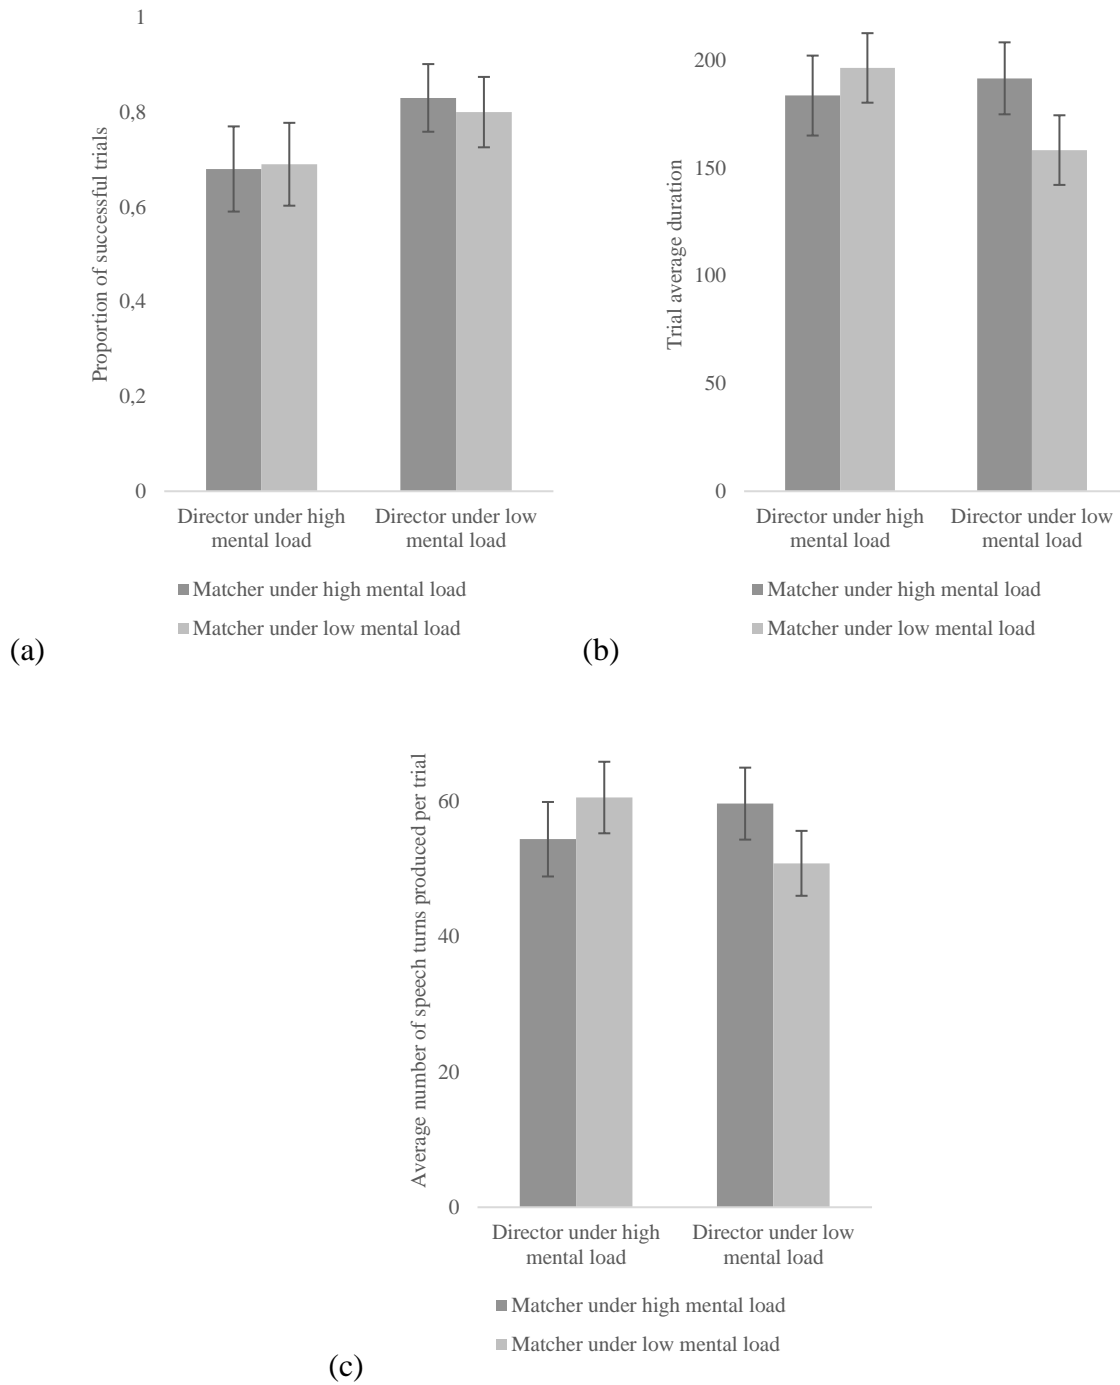 1
0,8
0,6
0,4
0,2
0
Proportion of successful trials
Director under high
mental load
Director under low
mental load
Matcher under high mental load
Matcher under low mental load
(a)
200
150
100
50
0
Trial average duration
Director under high
mental load
Director under low
mental load
Matcher under high mental load
Matcher under low mental load
(b)
60
40
20
0
Average number of speech turns produced per trial
Director under high
mental load
Director under low
mental load
Matcher under high mental load
Matcher under low mental load
(c)